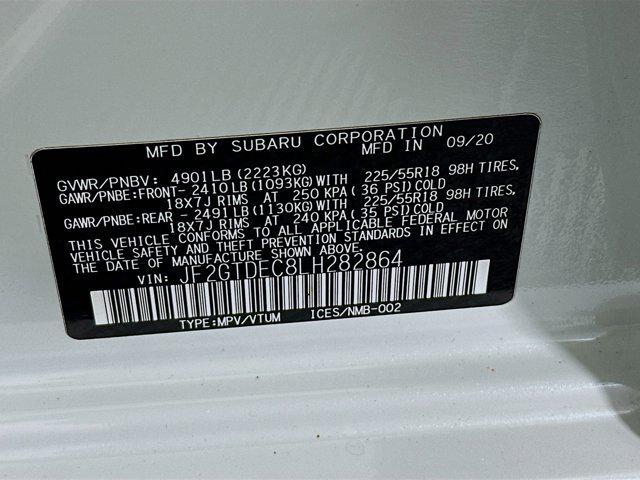 MFD BY SUBARU CORPORATION
MFD IN 09/20
GVWR/PNBV: 4901LB(2223KG)
GAWR/PNBE:FRONT- 2410LB(1093KG)WITH 225/55R18 98H TIRES,
18X7J RIMS AT 250 KPA( 36 PSI)COLD
GAWR/PNBE:REAR - 2491LB(1130KG)WITH 225/55R18 98H TIRES,
18X7J RIMS AT 240 KPA( 35 PSI)COLD
THIS VEHICLE CONFORMS TO ALL APPLICABLE FEDERAL MOTOR
VEHICLE SAFETY AND THEFT PREVENTION STANDARDS IN EFFECT ON
THE DATE OF MANUFACTURE SHOWN ABOVE.
VIN: JF2GTDEC8LH282864
TYPE:MPV/VTUM ICES/NMB-002